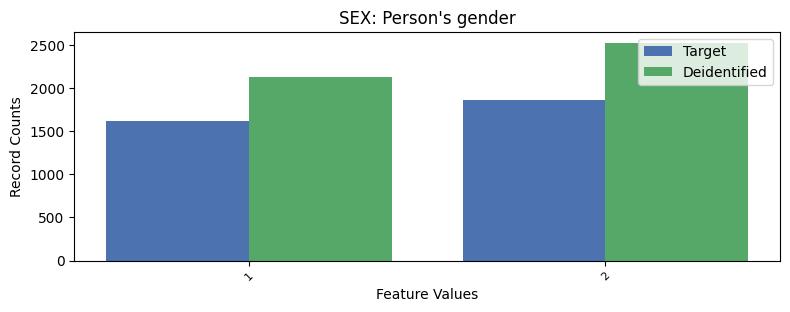 SEX: Person's gender
Target
Deidentified
Record Counts
2500
2000
1500
1000
500
0
1
2
Feature Values